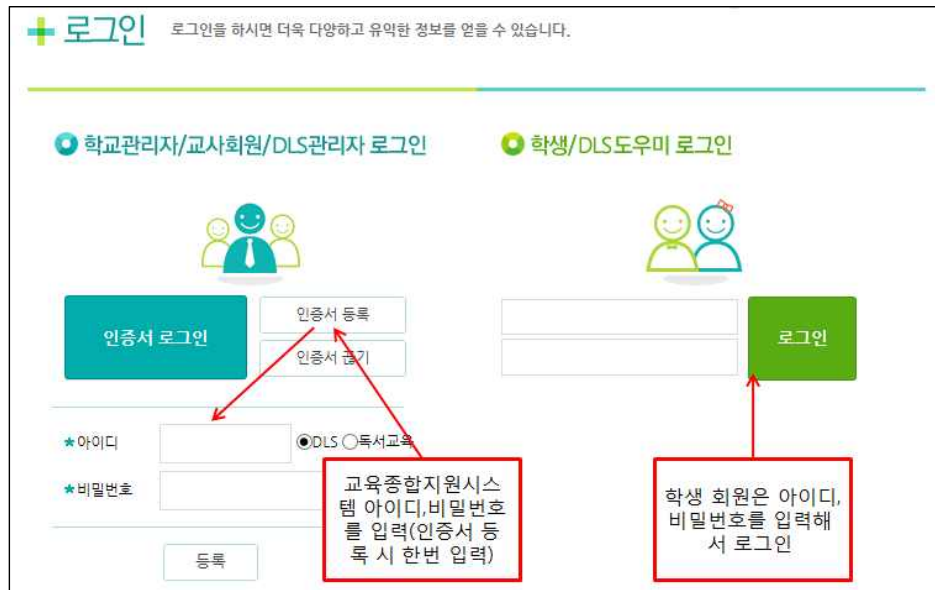 로그인 로그인을 하시면 더욱 다양하고 유익한 정보를 얻을 수 있습니다.
학교관리자/교사회원/DLS관리자 로그인
학생/DLS도우미 로그인
인증서 로그인
인증서 등록
인증서 끊기
로그인
*아이디
DLS 독서교육
*비밀번호
등록
교육종합지원시스
템 아이디,비밀번호
를 입력(인증서 등
록 시 한번 입력)
학생 회원은 아이디,
비밀번호를 입력해
서 로그인